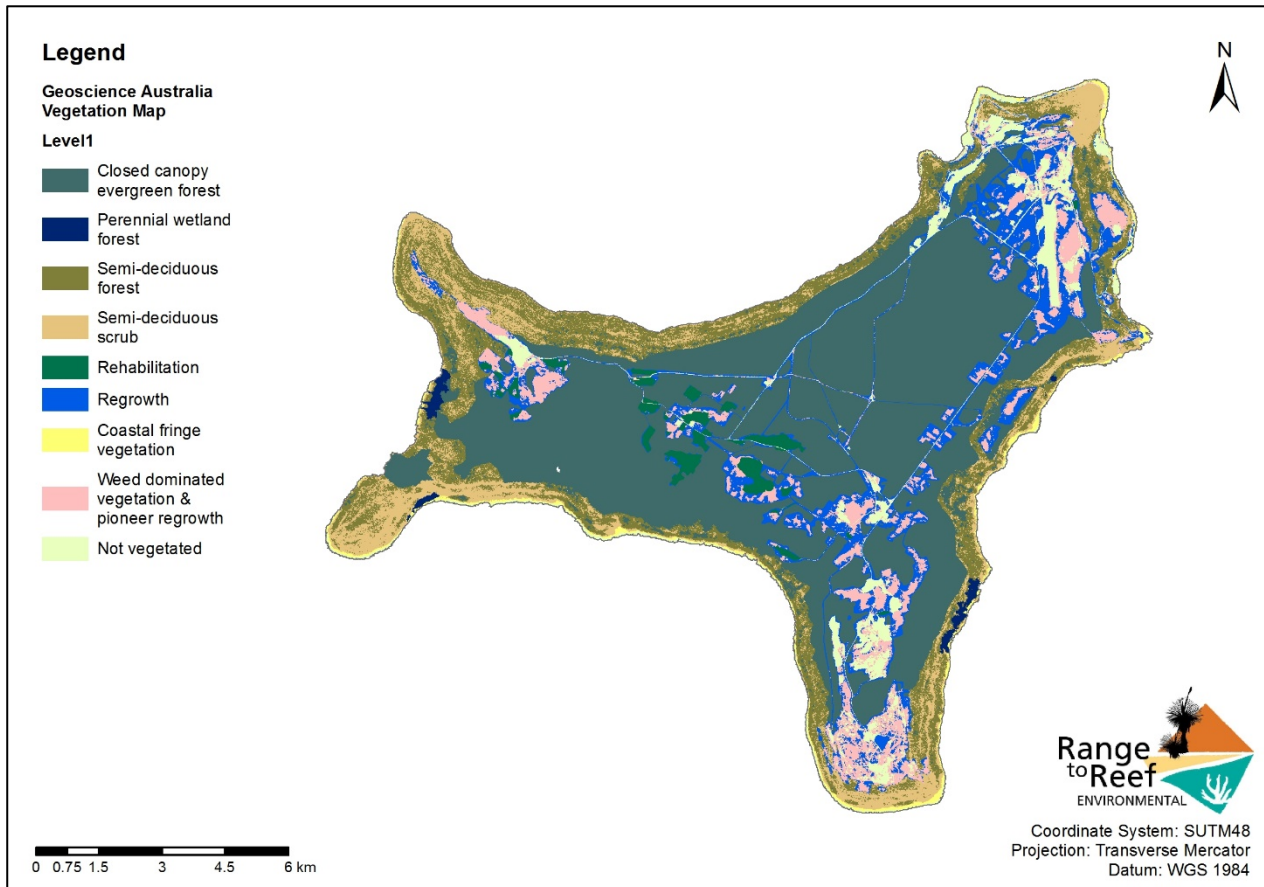 Legend
Geoscience Australia
Vegetation Map
Level1
Closed canopy
evergreen forest
Perennial wetland
forest
Semi-deciduous
forest
Semi-deciduous
scrub
Rehabilitation
Regrowth
Coastal fringe
vegetation
Weed dominated
vegetation &
pioneer regrowth
Not vegetated
N
0 0.75 1.5 3 4.5 6 km
Range
to Reef
ENVIRONMENTAL
Coordinate System: SUTM48
Projection: Transverse Mercator
Datum: WGS 1984